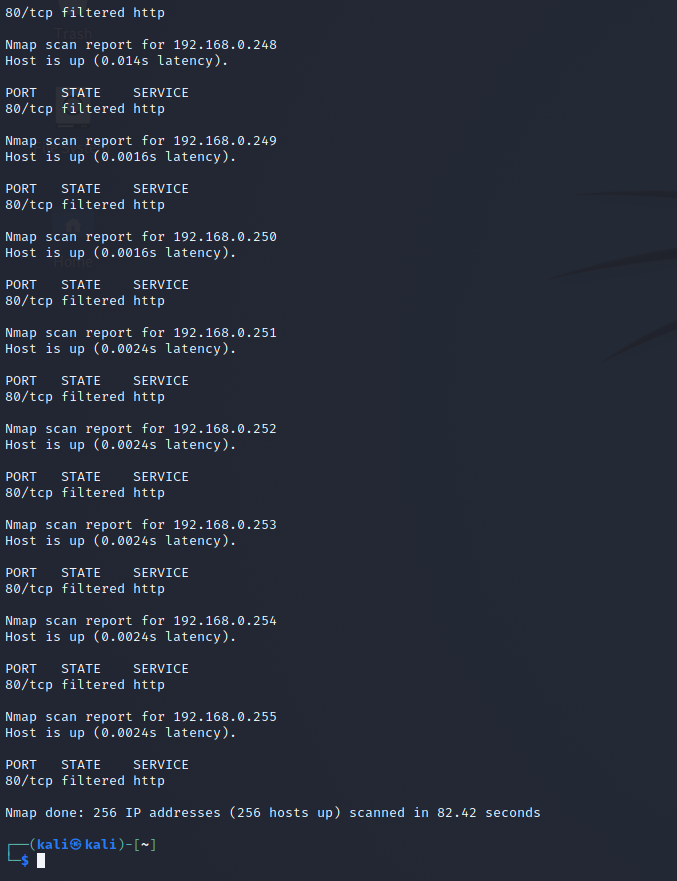 80/tcp filtered http
Trash
Nmap scan report for 192.168.0.248
Host is up (0.014s latency).
PORT   STATE    SERVICE
80/tcp filtered http
Nmap scan report for 192.168.0.249
Host is up (0.0016s latency).
PORT   STATE    SERVICE
80/tcp filtered http
Nmap scan report for 192.168.0.250
Host is up (0.0016s latency).
Home
PORT   STATE    SERVICE
80/tcp filtered http
Nmap scan report for 192.168.0.251
Host is up (0.0024s latency).
PORT   STATE    SERVICE
80/tcp filtered http
Nmap scan report for 192.168.0.252
Host is up (0.0024s latency).
PORT   STATE    SERVICE
80/tcp filtered http
Nmap scan report for 192.168.0.253
Host is up (0.0024s latency).
PORT   STATE    SERVICE
80/tcp filtered http
Nmap scan report for 192.168.0.254
Host is up (0.0024s latency).
PORT   STATE    SERVICE
80/tcp filtered http
Nmap scan report for 192.168.0.255
Host is up (0.0024s latency).
PORT   STATE    SERVICE
80/tcp filtered http
Nmap done: 256 IP addresses (256 hosts up) scanned in 82.42 seconds
┌──(kali㉿kali)-[~]
└─$